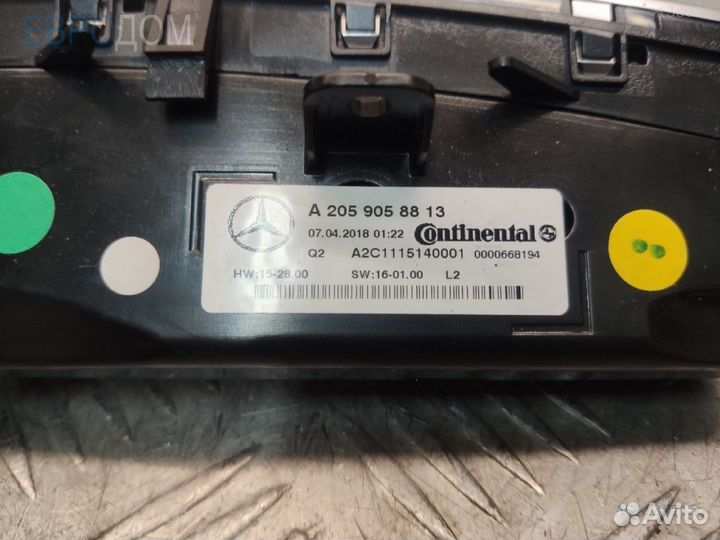 ЕВРОДОМ
A 205 905 88 13
07.04.2018 01:22 Continental
Q2 A2C1115140001 0000668194
HW:15-28.00 SW:16-01.00 L2
Avito